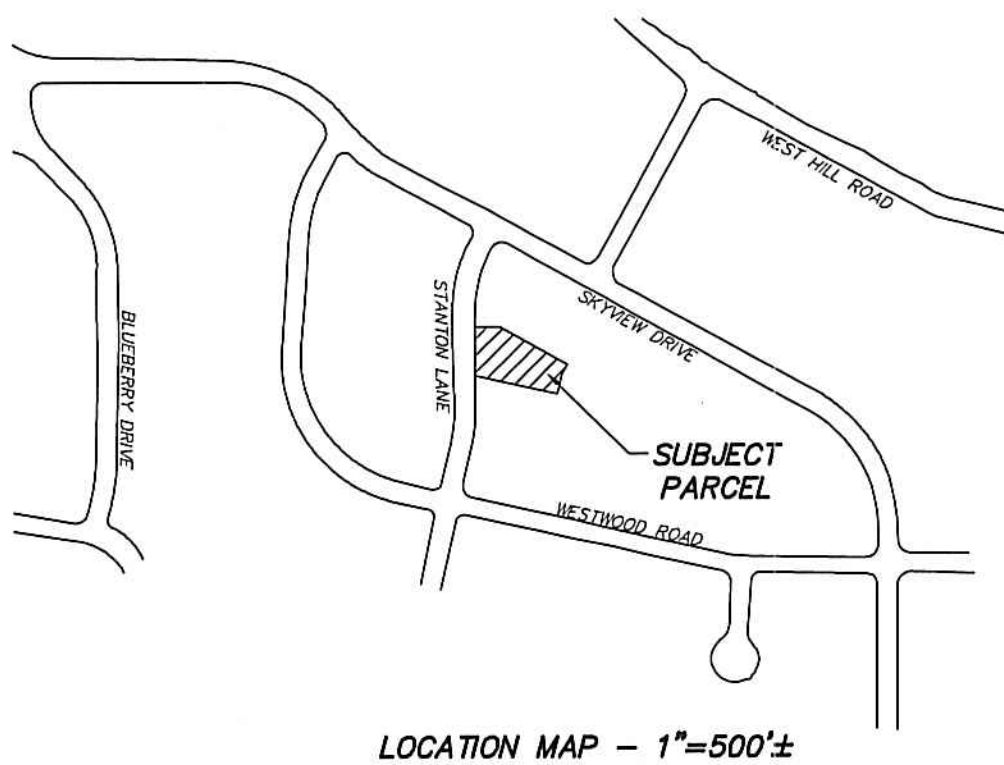 WEST HILL ROAD
SKYVIEW DRIVE
STANTON LANE
BLUEBERRY DRIVE
SUBJECT
PARCEL
WESTWOOD ROAD
LOCATION MAP - 1"=500'±